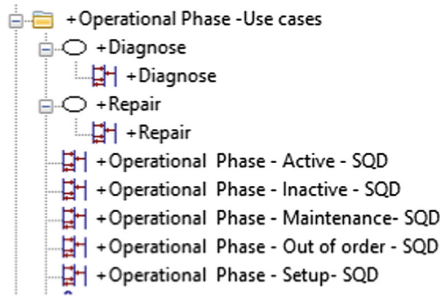 +Operational Phase -Use cases
+Diagnose
+Diagnose
+Repair
+Repair
+Operational Phase - Active - SQD
+Operational Phase - Inactive - SQD
+Operational Phase - Maintenance- SQD
+Operational Phase - Out of order - SQD
+Operational Phase - Setup- SQD